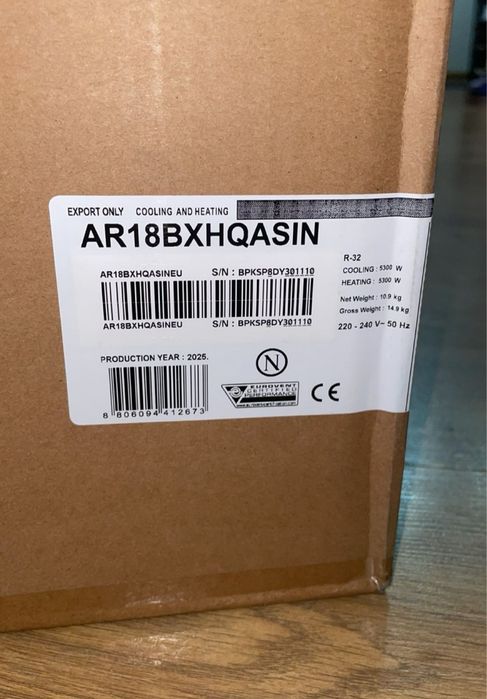 EXPORT ONLY COOLING AND HEATING
AR18BXHQASIN
AR18BXHQASINEU S/N : BPKSP8DY301110
AR18BXHQASINEU S/N : BPKSP8DY301110
R-32
COOLING : 5300 W
HEATING : 5300 W
Net Weight : 10.9 kg
Gross Weight : 14.9 kg
220 - 240 V~ 50 Hz
PRODUCTION YEAR : 2025.
8 806094 412673
N
EUROVENT
CERTIFIED
PERFORMANCE
CE